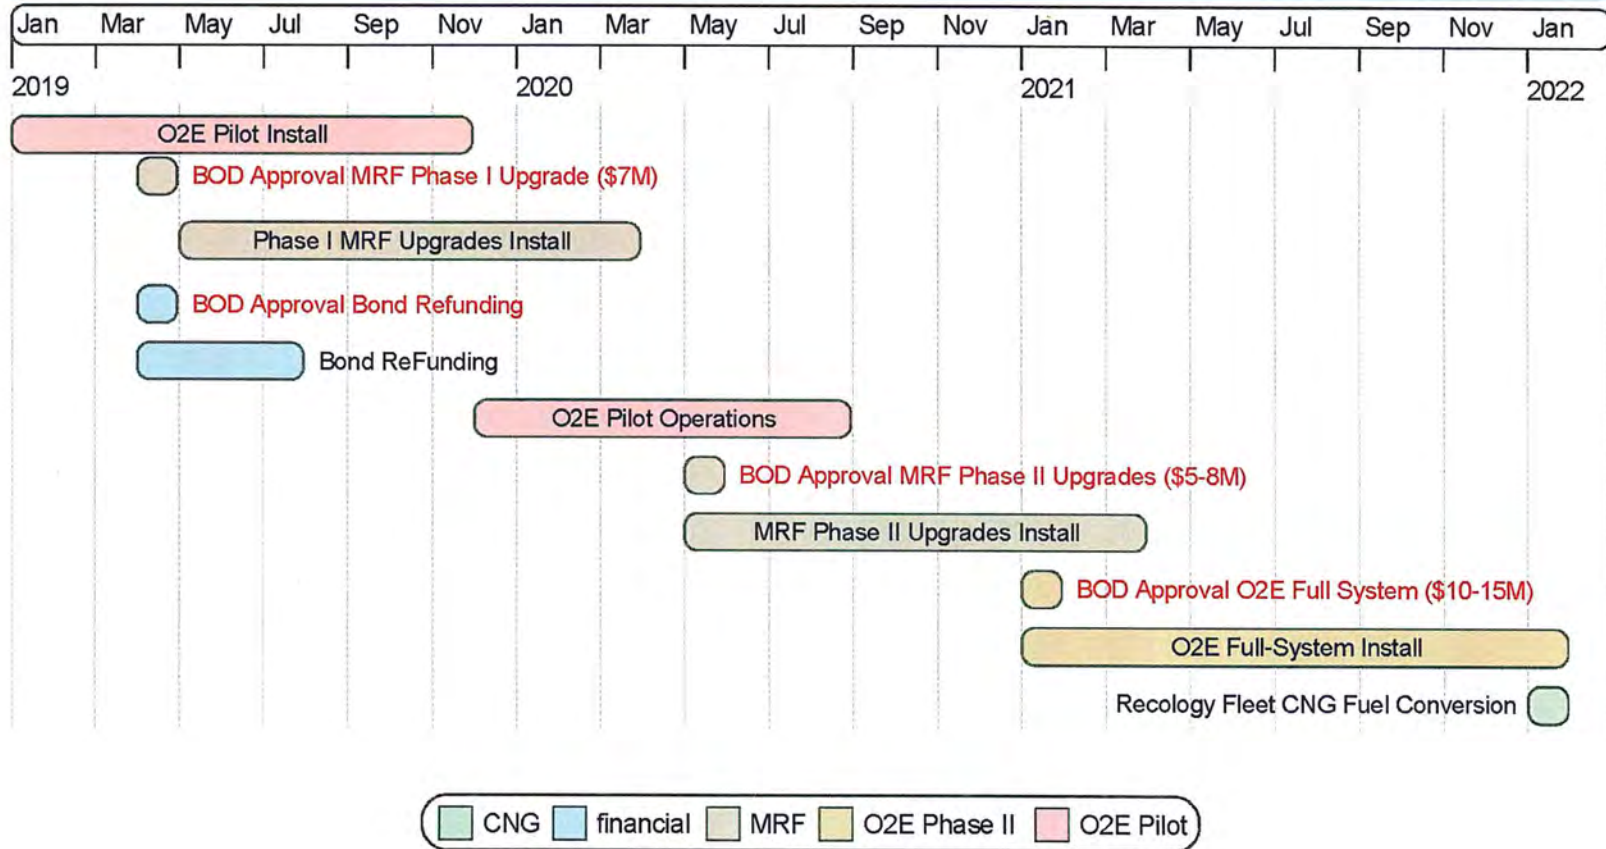 Jan Mar May Jul Sep Nov Jan Mar May Jul Sep Nov Jan Mar May Jul Sep Nov Jan
2019 2020 2021 2022
O2E Pilot Install
BOD Approval MRF Phase I Upgrade ($7M)
Phase I MRF Upgrades Install
BOD Approval Bond Refunding
Bond ReFunding
O2E Pilot Operations
BOD Approval MRF Phase II Upgrades ($5-8M)
MRF Phase II Upgrades Install
BOD Approval O2E Full System ($10-15M)
O2E Full-System Install
Recology Fleet CNG Fuel Conversion
CNG financial MRF O2E Phase II O2E Pilot